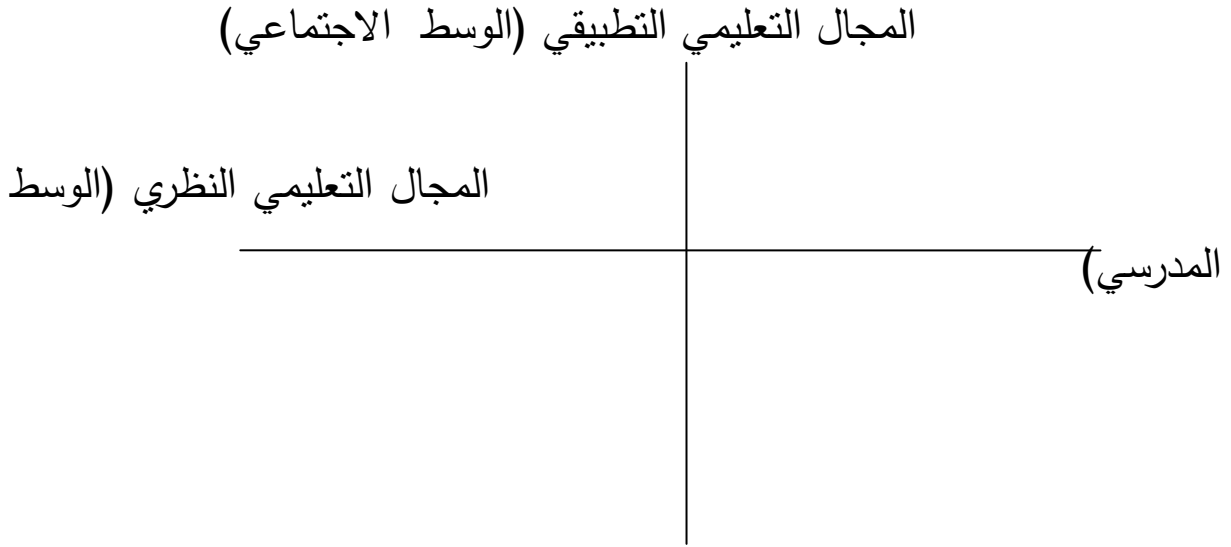 المجال التعليمي التطبيقي (الوسط الاجتماعي)
المجال التعليمي النظري (الوسط
المدرسي)